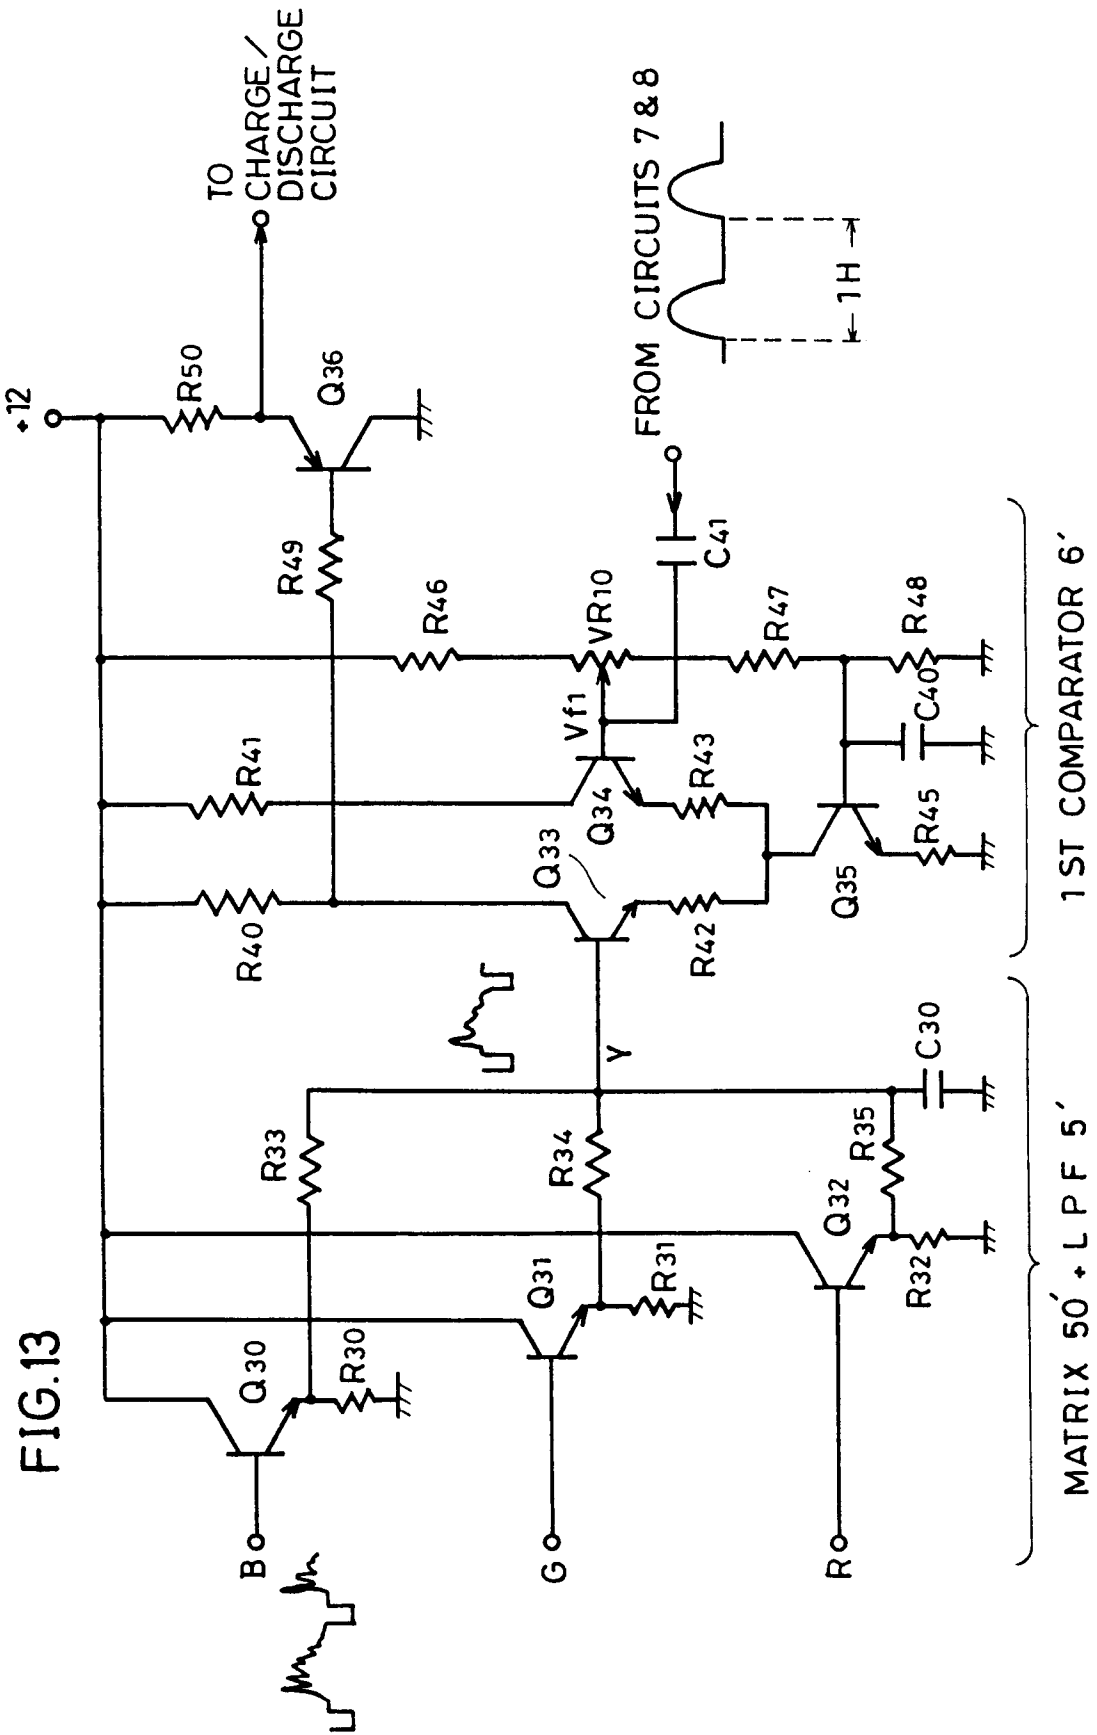 FIG.13
+12
TO
CHARGE/
DISCHARGE
CIRCUIT
B
G
R
Q30
R30
Q31
R31
Q32
R32
R33
R34
R35
C30
Y
R40
R41
Q33
Q34
R42
R43
Q35
R45
C40
R46
Vf1
VR10
R47
R48
R49
R50
Q36
C41
FROM CIRCUITS 7 & 8
1H
MATRIX 50′ + LPF 5′
1ST COMPARATOR 6′